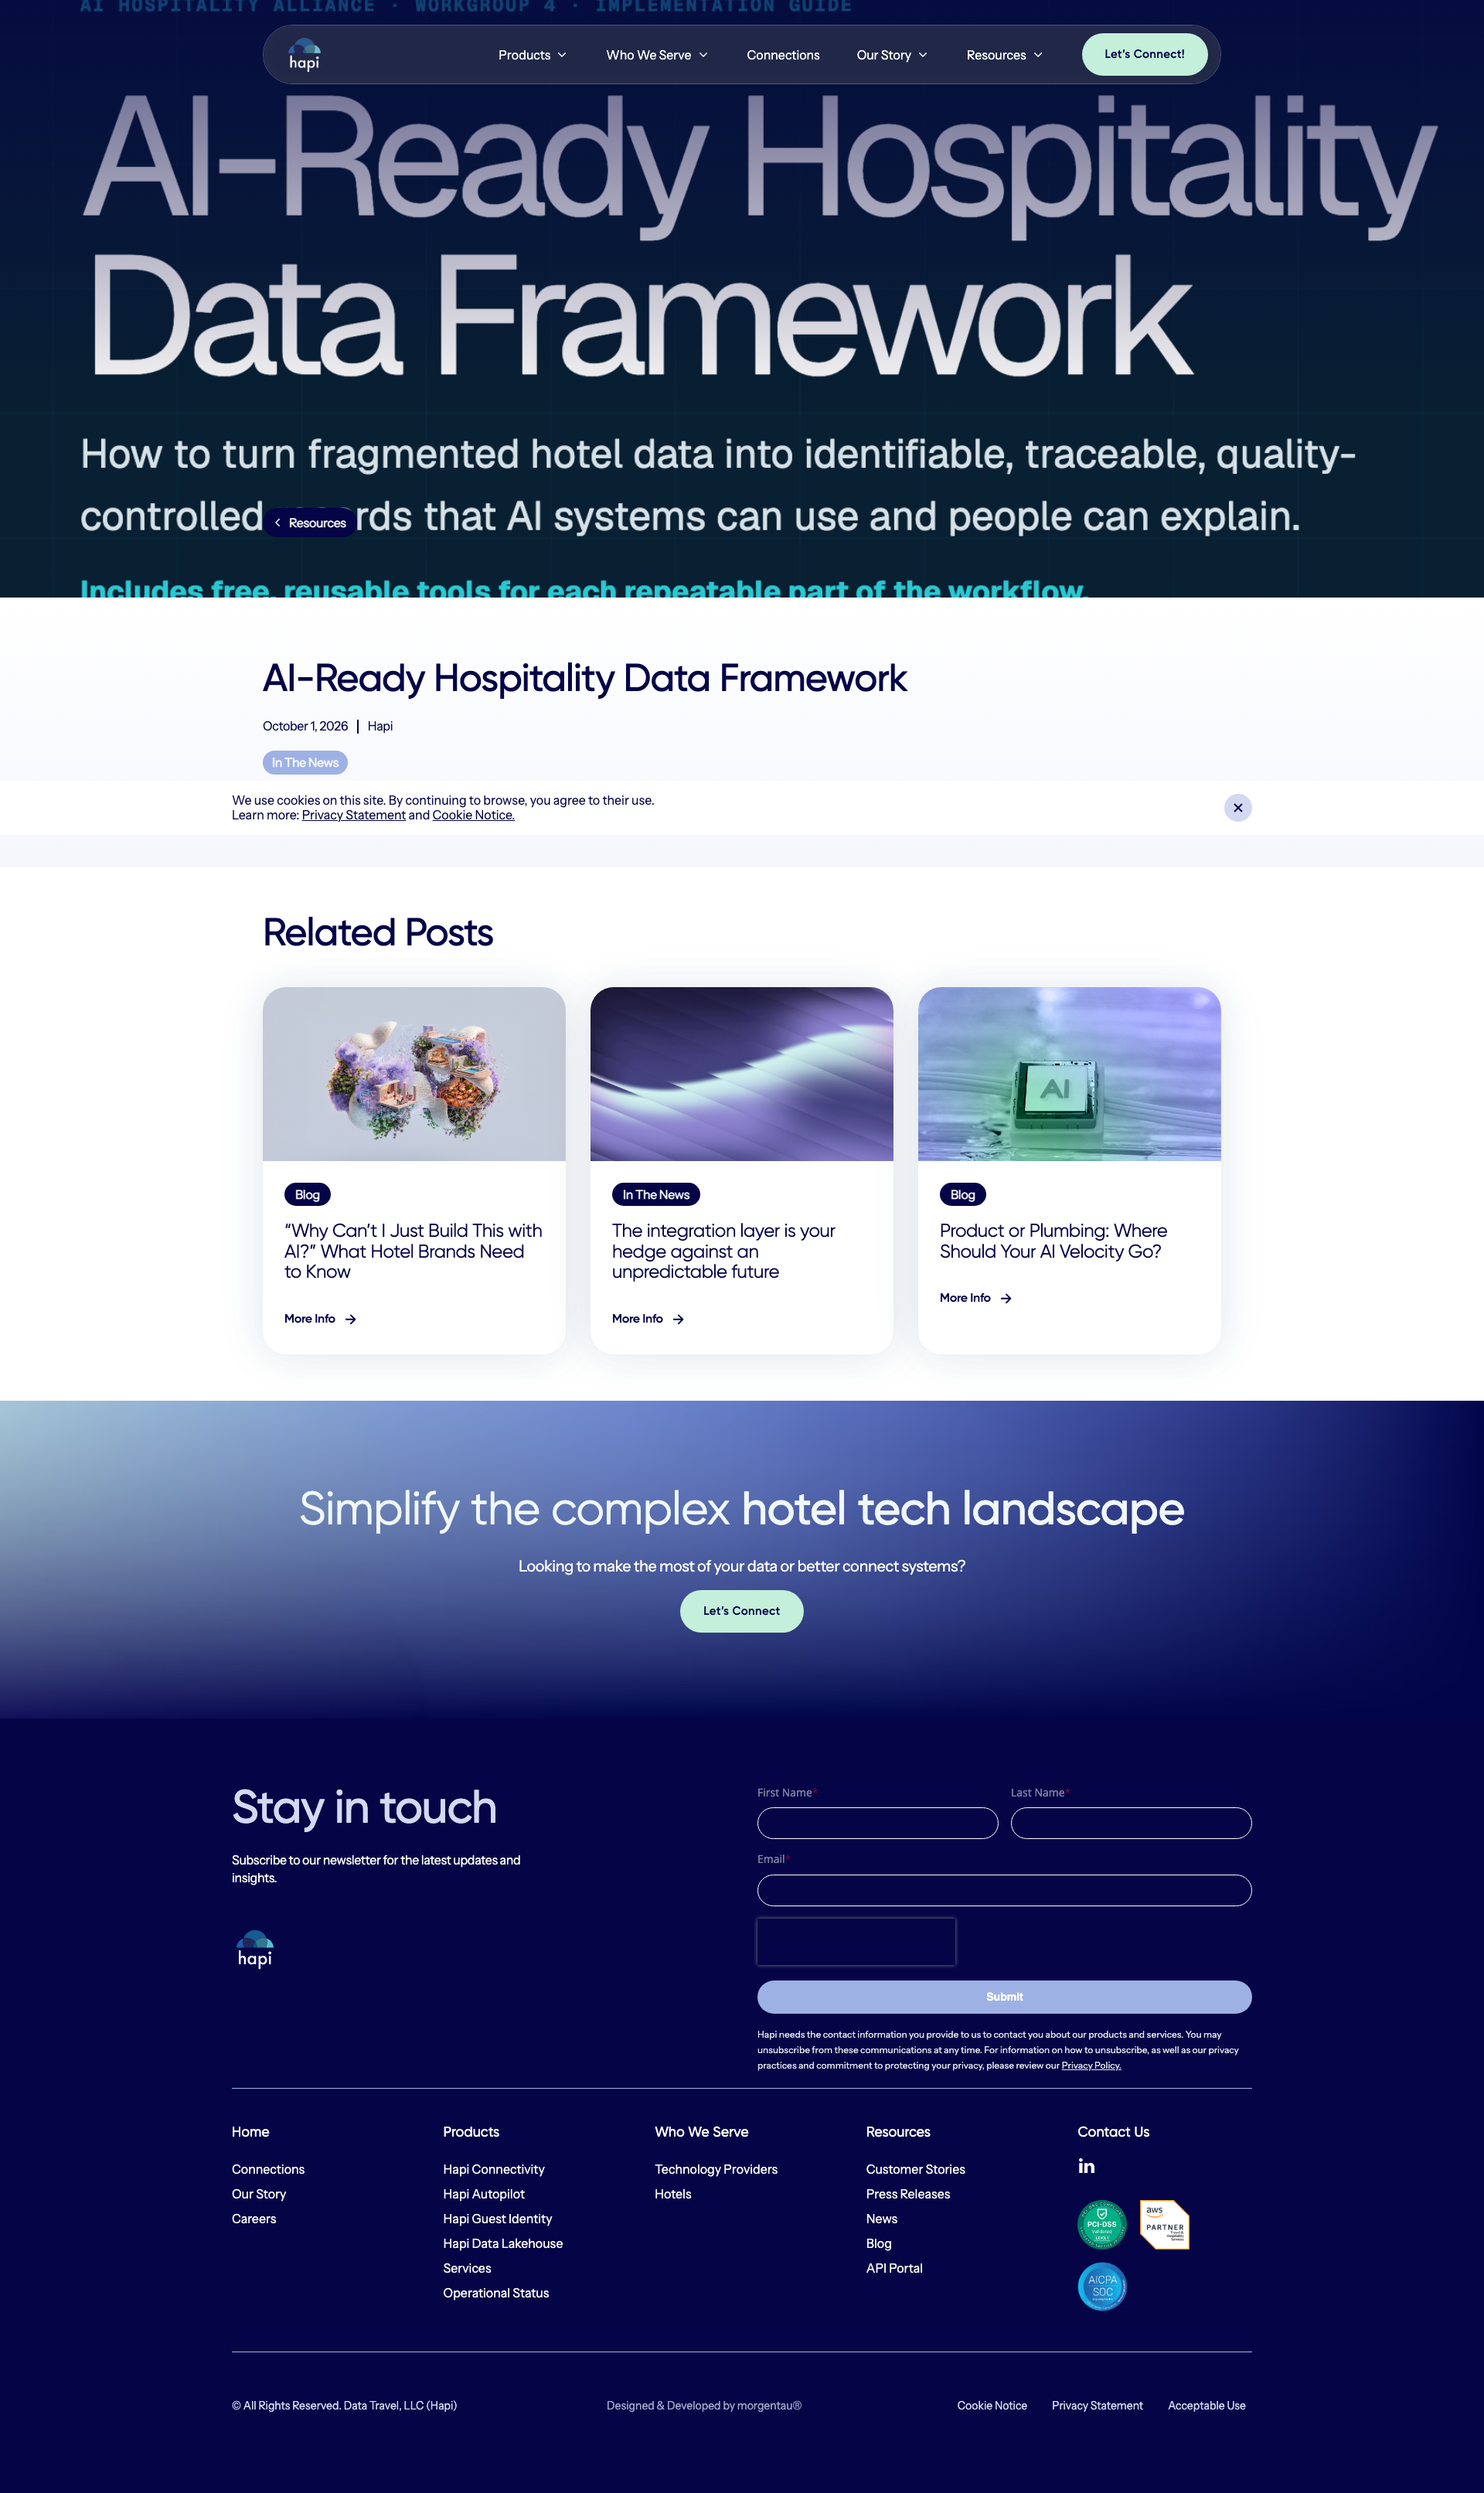 AI HOSPITALITY ALLIANCE · WORKGROUP 4 · IMPLEMENTATION GUIDE
hapi
Products
Who We Serve
Connections
Our Story
Resources
Let's Connect!
AI-Ready Hospitality
Data Framework
How to turn fragmented hotel data into identifiable, traceable, quality-
controlled rds that AI systems can use and people can explain.
Resources
Includes free, reusable tools for each repeatable part of the workflow.
AI-Ready Hospitality Data Framework
October 1, 2026 | Hapi
In The News
We use cookies on this site. By continuing to browse, you agree to their use.
Learn more: Privacy Statement and Cookie Notice.
Related Posts
AI
Blog
“Why Can’t I Just Build This with
AI?” What Hotel Brands Need
to Know
More Info
In The News
The integration layer is your
hedge against an
unpredictable future
More Info
Blog
Product or Plumbing: Where
Should Your AI Velocity Go?
More Info
Simplify the complex hotel tech landscape
Looking to make the most of your data or better connect systems?
Let's Connect
Stay in touch
Subscribe to our newsletter for the latest updates and
insights.
hapi
First Name*
Last Name*
Email*
Submit
Hapi needs the contact information you provide to us to contact you about our products and services. You may
unsubscribe from these communications at any time. For information on how to unsubscribe, as well as our privacy
practices and commitment to protecting your privacy, please review our Privacy Policy.
Home
Connections
Our Story
Careers
Products
Hapi Connectivity
Hapi Autopilot
Hapi Guest Identity
Hapi Data Lakehouse
Services
Operational Status
Who We Serve
Technology Providers
Hotels
Resources
Customer Stories
Press Releases
News
Blog
API Portal
Contact Us
in
PCI-DSS
aws
PARTNER
AICPA
SOC
© All Rights Reserved. Data Travel, LLC (Hapi)
Designed & Developed by morgentau®
Cookie Notice
Privacy Statement
Acceptable Use